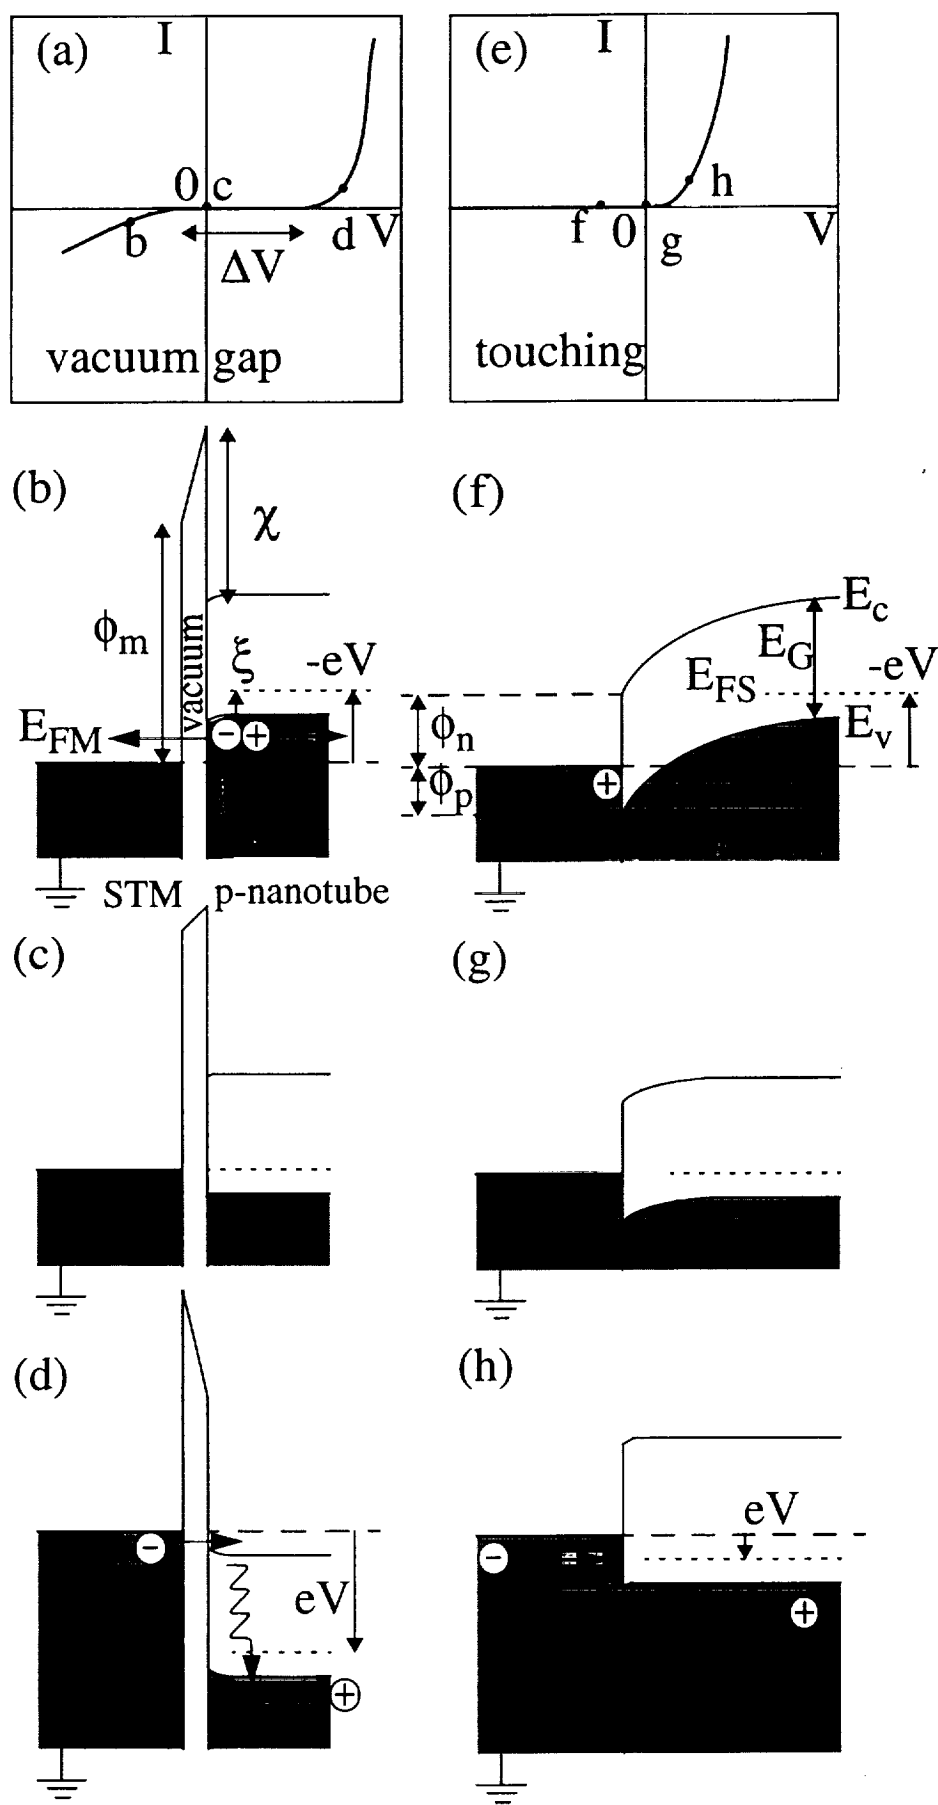 (a) I
0 c
b
d V
ΔV
vacuum gap
(e) I
h
f 0 g
V
touching
(b)
χ
ϕm
vacuum
ξ
-eV
EFM
− +
STM p-nanotube
(f)
Ec
EG
EFS
-eV
ϕn
Ev
ϕp
+
(c)
(g)
(d)
−
eV
+
(h)
eV
−
+